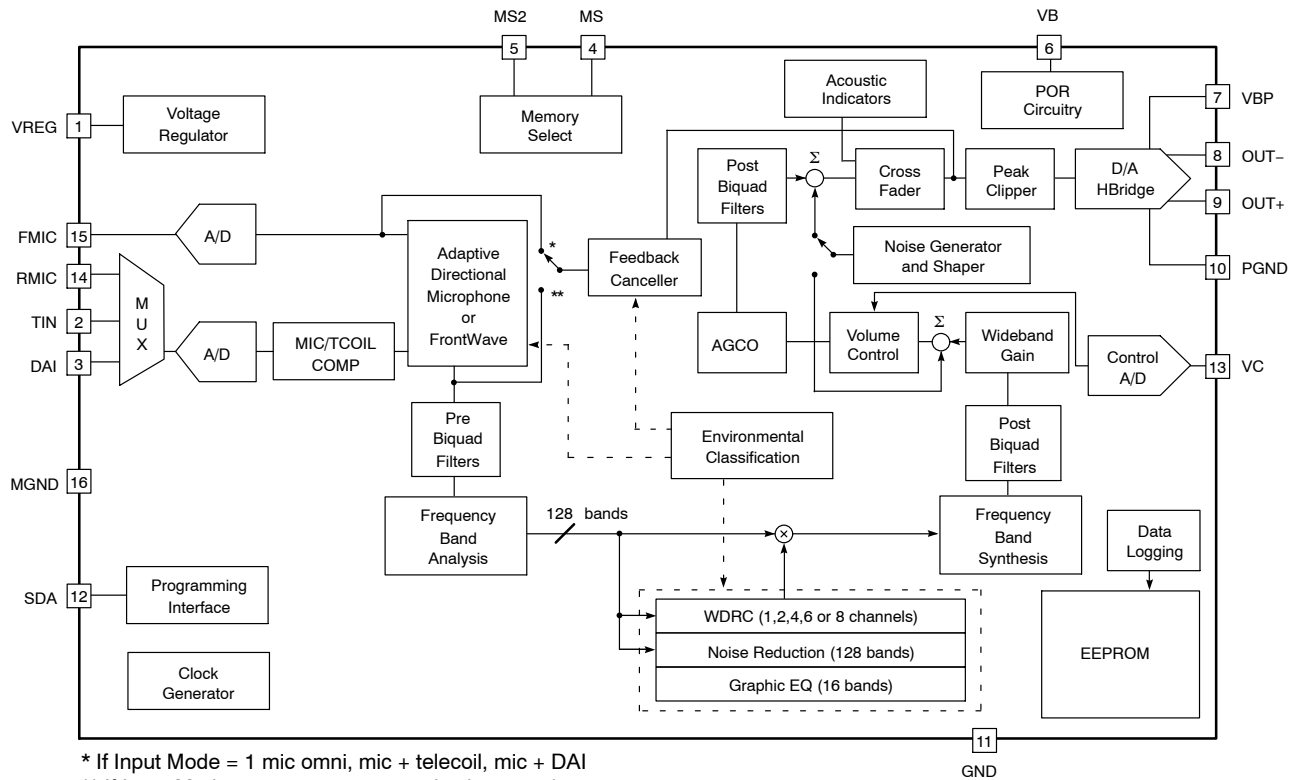 MS2
MS
VB
5
4
6
VREG
1
Voltage
Regulator
Memory
Select
Acoustic
Indicators
POR
Circuitry
7
VBP
8
OUT−
9
OUT+
10
PGND
Post
Biquad
Filters
Σ
Cross
Fader
Peak
Clipper
D/A
HBridge
FMIC
15
A/D
RMIC
14
TIN
2
DAI
3
M
U
X
A/D
MIC/TCOIL
COMP
Adaptive
Directional
Microphone
or
FrontWave
*
**
Feedback
Canceller
Noise Generator
and Shaper
AGCO
Volume
Control
Σ
Wideband
Gain
Control
A/D
13
VC
Pre
Biquad
Filters
Environmental
Classification
Post
Biquad
Filters
MGND
16
Frequency
Band
Analysis
128 bands
×
Frequency
Band
Synthesis
Data
Logging
SDA
12
Programming
Interface
Clock
Generator
WDRC (1,2,4,6 or 8 channels)
Noise Reduction (128 bands)
Graphic EQ (16 bands)
EEPROM
11
GND
* If Input Mode = 1 mic omni, mic + telecoil, mic + DAI